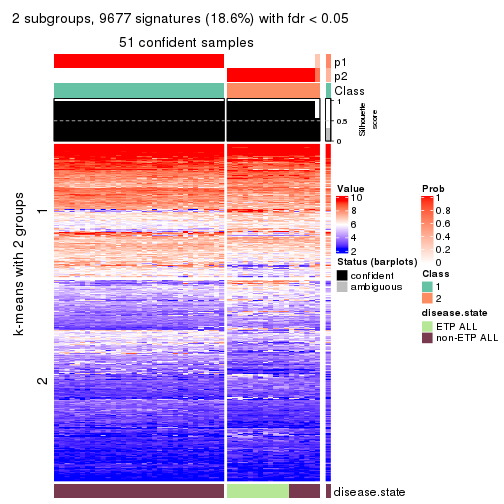 2 subgroups, 9677 signatures (18.6%) with fdr < 0.05
51 confident samples
p1
p2
Class
1
0.5
0
Silhouette
score
k-means with 2 groups
1
2
Value
10
8
6
4
2
Status (barplots)
confident
ambiguous
Prob
1
0.8
0.6
0.4
0.2
0
Class
1
2
disease.state
ETP ALL
non-ETP ALL
disease.state